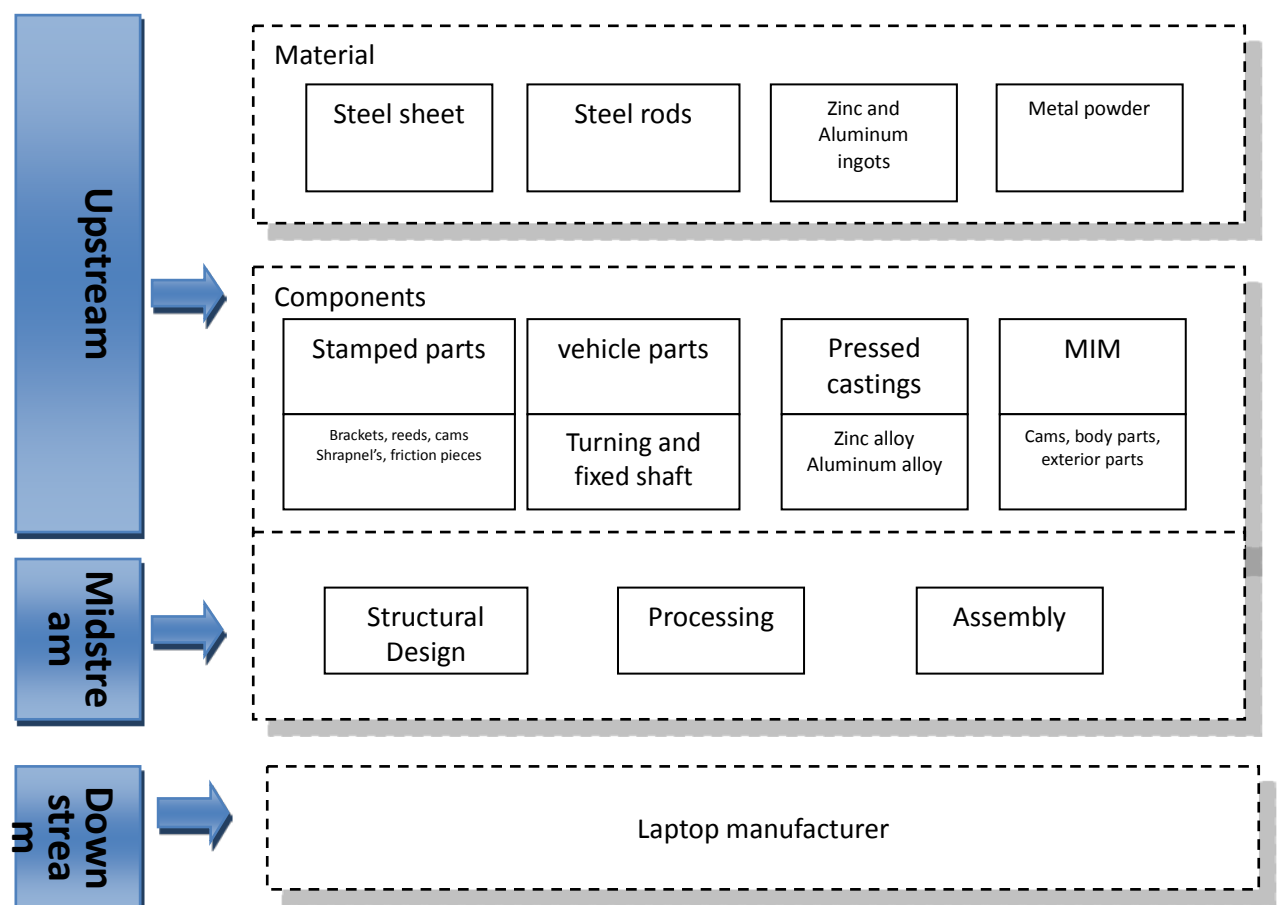 Upstream
Material
Steel sheet
Steel rods
Zinc and
Aluminum
ingots
Metal powder
Components
Stamped parts
vehicle parts
Pressed
castings
MIM
Brackets, reeds, cams
Shrapnel's, friction pieces
Turning and
fixed shaft
Zinc alloy
Aluminum alloy
Cams, body parts,
exterior parts
Midstre
am
Structural
Design
Processing
Assembly
Down
strea
m
Laptop manufacturer